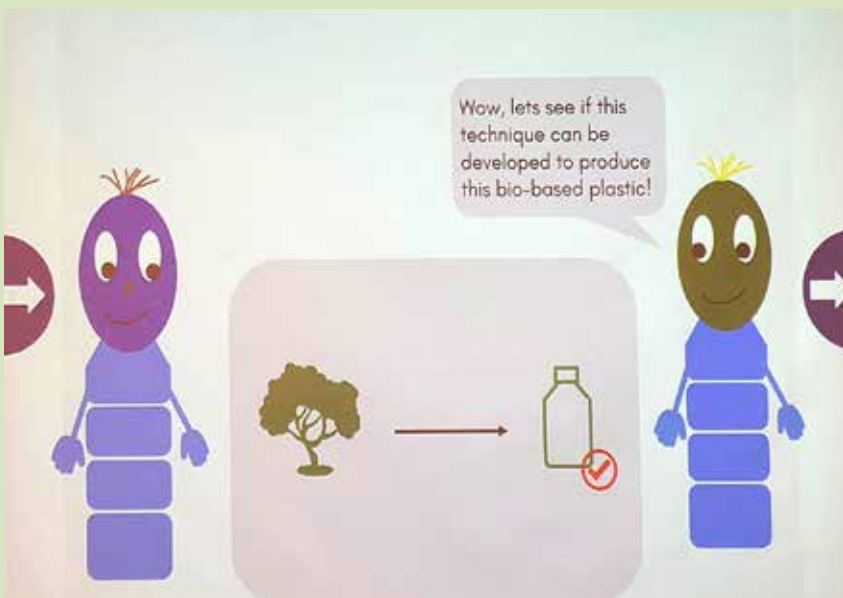 Wow, lets see if this
technique can be
developed to produce
this bio-based plastic!